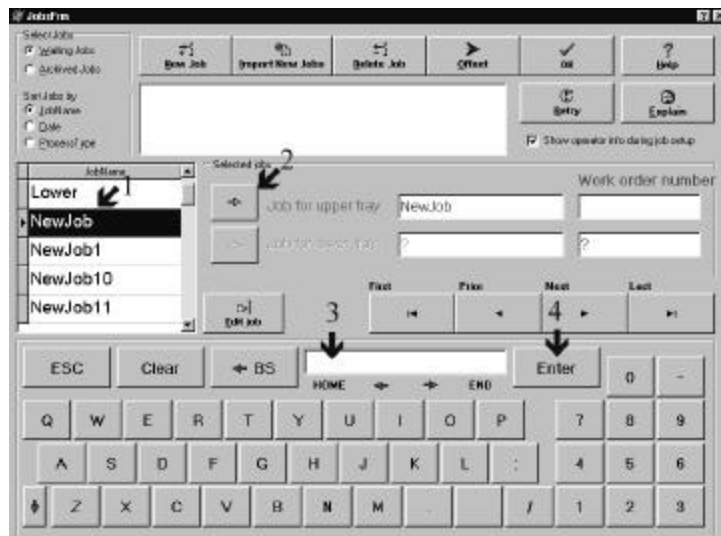 JobsFrm
Select Jobs
Waiting Jobs
Archived Jobs
New Job
Import New Jobs
Delete Job
Offset
OK
Help
Sort Jobs by
JobName
Date
ProcessType
Retry
Explain
Show operator info during job setup
JobName
Lower
NewJob
NewJob1
NewJob10
NewJob11
1
Selected jobs
2
Work order number
Job for upper tray
NewJob
Job for lower tray
?
?
Edit job
First
Prior
Next
Last
3
4
ESC
Clear
BS
HOME
END
Enter
0
-
Q W E R T Y U I O P 7 8 9
A S D F G H J K L : 4 5 6
Z X C V B N M . / 1 2 3